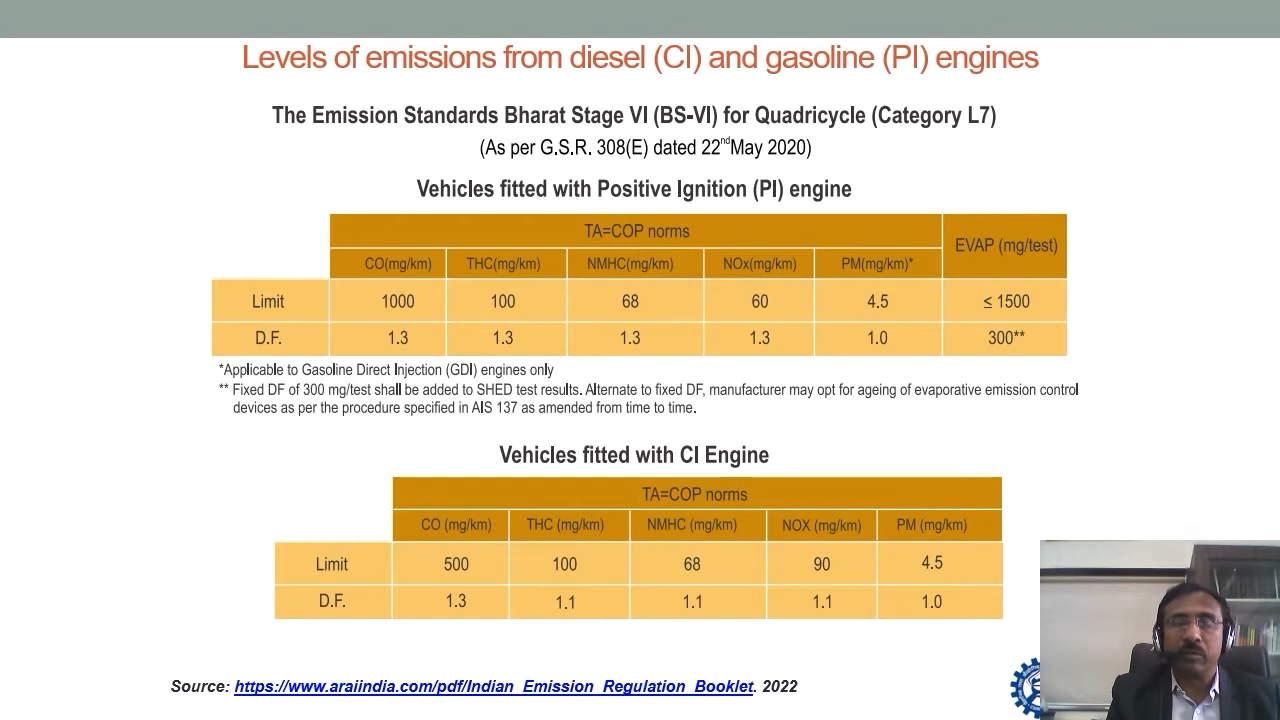 Levels of emissions from diesel (CI) and gasoline (PI) engines
The Emission Standards Bharat Stage VI (BS-VI) for Quadricycle (Category L7)
(As per G.S.R. 308(E) dated 22nd May 2020)
Vehicles fitted with Positive Ignition (PI) engine
TA=COP norms EVAP (mg/test)
CO(mg/km) THC(mg/km) NMHC(mg/km) NOx(mg/km) PM(mg/km)*
Limit 1000 100 68 60 4.5 ≤ 1500
D.F. 1.3 1.3 1.3 1.3 1.0 300**
*Applicable to Gasoline Direct Injection (GDI) engines only
** Fixed DF of 300 mg/test shall be added to SHED test results. Alternate to fixed DF, manufacturer may opt for ageing of evaporative emission control
devices as per the procedure specified in AIS 137 as amended from time to time.
Vehicles fitted with CI Engine
TA=COP norms
CO (mg/km) THC (mg/km) NMHC (mg/km) NOX (mg/km) PM (mg/km)
Limit 500 100 68 90 4.5
D.F. 1.3 1.1 1.1 1.1 1.0
Source: https://www.araiindia.com/pdf/Indian_Emission_Regulation_Booklet. 2022